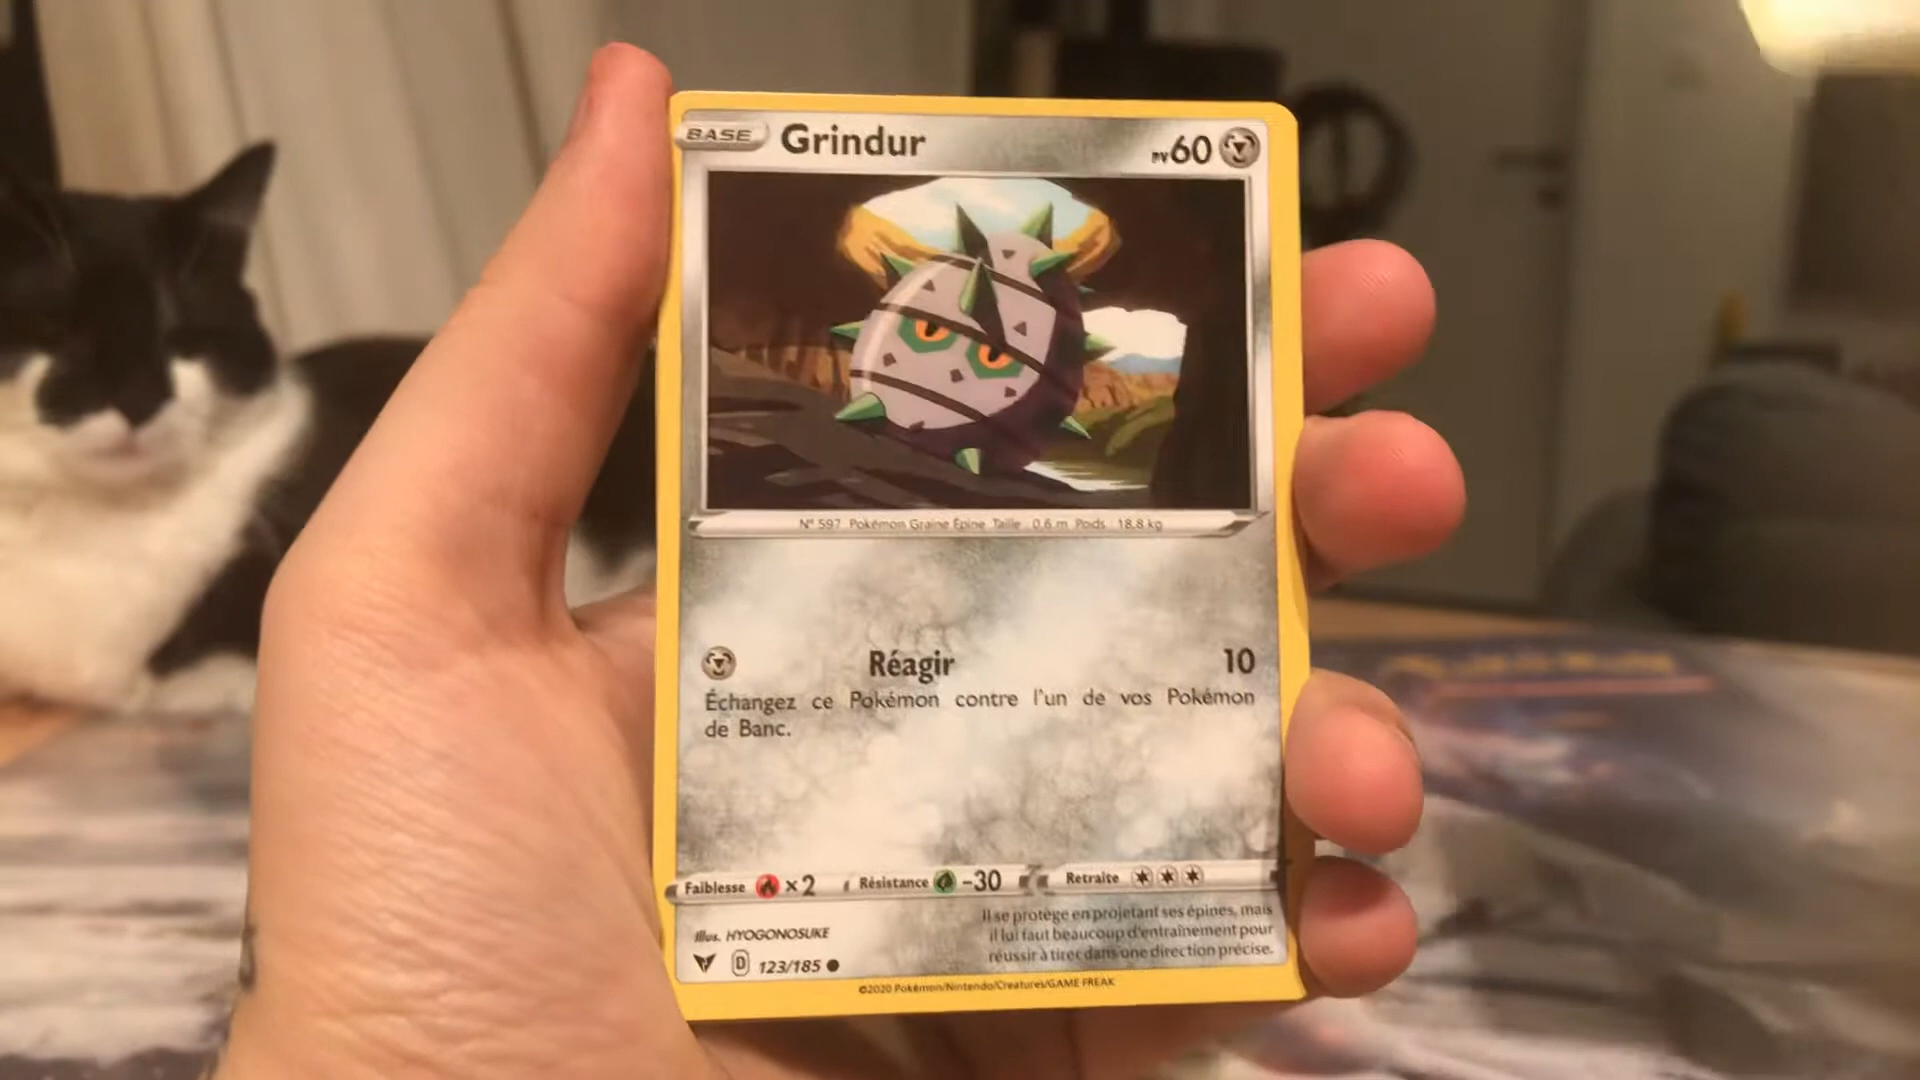 BASE Grindur PV60
N° 597 Pokémon Graine Épine Taille : 0,6 m Poids : 18,8 kg
Réagir 10
Échangez ce Pokémon contre l'un de vos Pokémon
de Banc.
Faiblesse ×2 Résistance -30 Retraite
Illus. HYOGONOSUKE
Il se protège en projetant ses épines, mais
il lui faut beaucoup d'entraînement pour
réussir à tirer dans une direction précise.
D 123/185
©2020 Pokémon/Nintendo/Creatures/GAME FREAK